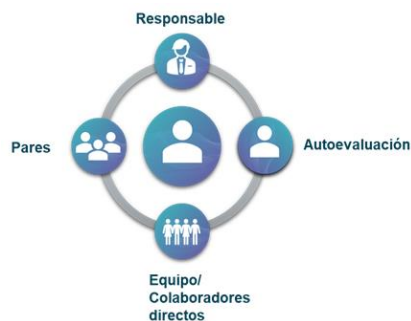 Responsable
Pares
Autoevaluación
Equipo/
Colaboradores
directos